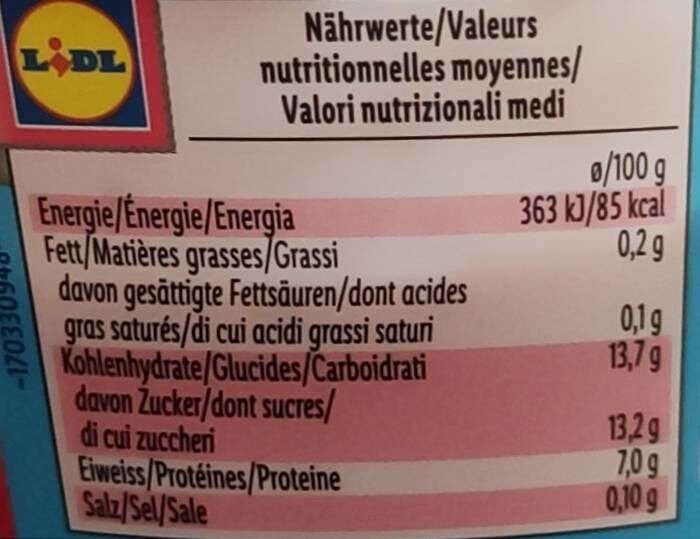 LIDL
Nährwerte/Valeurs
nutritionnelles moyennes/
Valori nutrizionali medi
ø/100 g
Energie/Énergie/Energia 363 kJ/85 kcal
Fett/Matières grasses/Grassi 0,2 g
davon gesättigte Fettsäuren/dont acides
gras saturés/di cui acidi grassi saturi 0,1 g
Kohlenhydrate/Glucides/Carboidrati 13,7 g
davon Zucker/dont sucres/
di cui zuccheri 13,2 g
Eiweiss/Protéines/Proteine 7,0 g
Salz/Sel/Sale 0,10 g